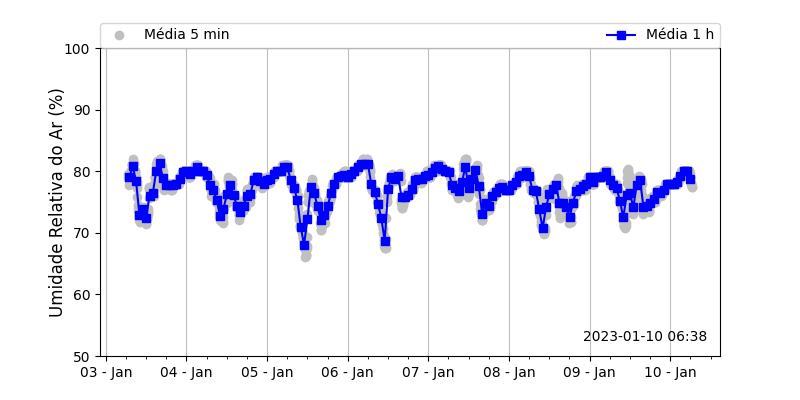 Média 5 min
Média 1 h
Umidade Relativa do Ar (%)
100
90
80
70
60
50
2023-01-10 06:38
03 - Jan
04 - Jan
05 - Jan
06 - Jan
07 - Jan
08 - Jan
09 - Jan
10 - Jan